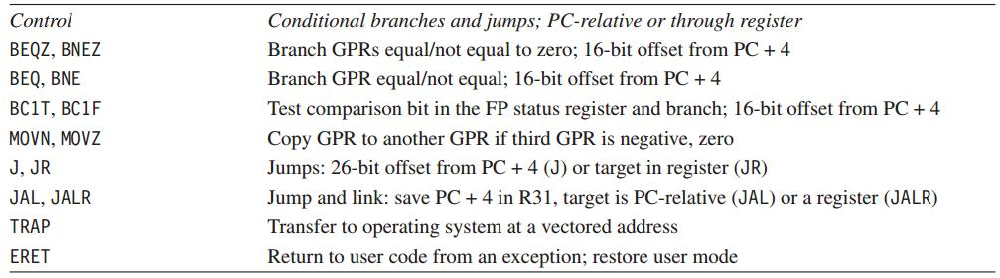 Control Conditional branches and jumps; PC-relative or through register
BEQZ, BNEZ Branch GPRs equal/not equal to zero; 16-bit offset from PC + 4
BEQ, BNE Branch GPR equal/not equal; 16-bit offset from PC + 4
BC1T, BC1F Test comparison bit in the FP status register and branch; 16-bit offset from PC + 4
MOVN, MOVZ Copy GPR to another GPR if third GPR is negative, zero
J, JR Jumps: 26-bit offset from PC + 4 (J) or target in register (JR)
JAL, JALR Jump and link: save PC + 4 in R31, target is PC-relative (JAL) or a register (JALR)
TRAP Transfer to operating system at a vectored address
ERET Return to user code from an exception; restore user mode